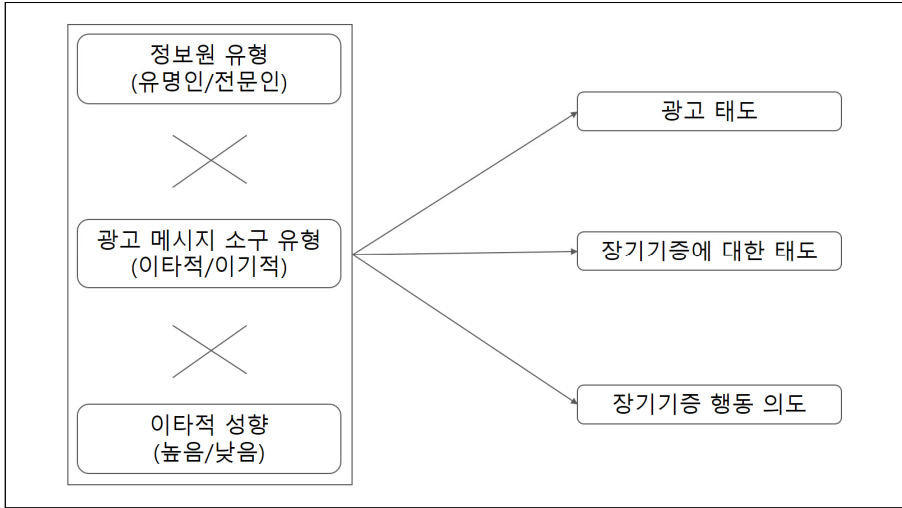 정보원 유형
(유명인/전문인)
광고 메시지 소구 유형
(이타적/이기적)
이타적 성향
(높음/낮음)
광고 태도
장기기증에 대한 태도
장기기증 행동 의도